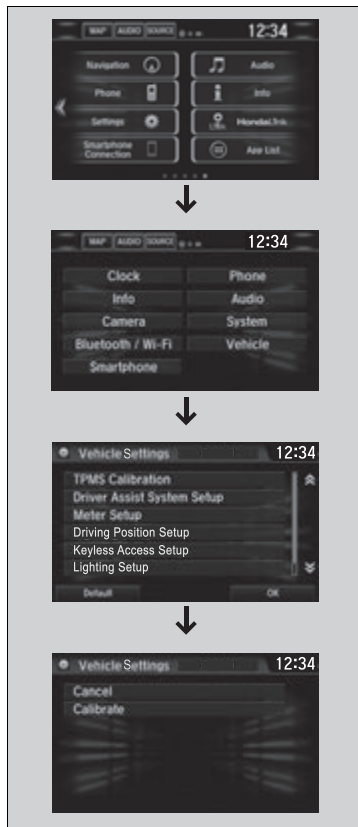 MAP AUDIO SOURCE 12:34
Navigation Audio
Phone Info
Settings HondaLink
Smartphone
Connection App List
MAP AUDIO SOURCE 12:34
Clock Phone
Info Audio
Camera System
Bluetooth / Wi-Fi Vehicle
Smartphone
Vehicle Settings 12:34
TPMS Calibration
Driver Assist System Setup
Meter Setup
Driving Position Setup
Keyless Access Setup
Lighting Setup
Default OK
Vehicle Settings 12:34
Cancel
Calibrate